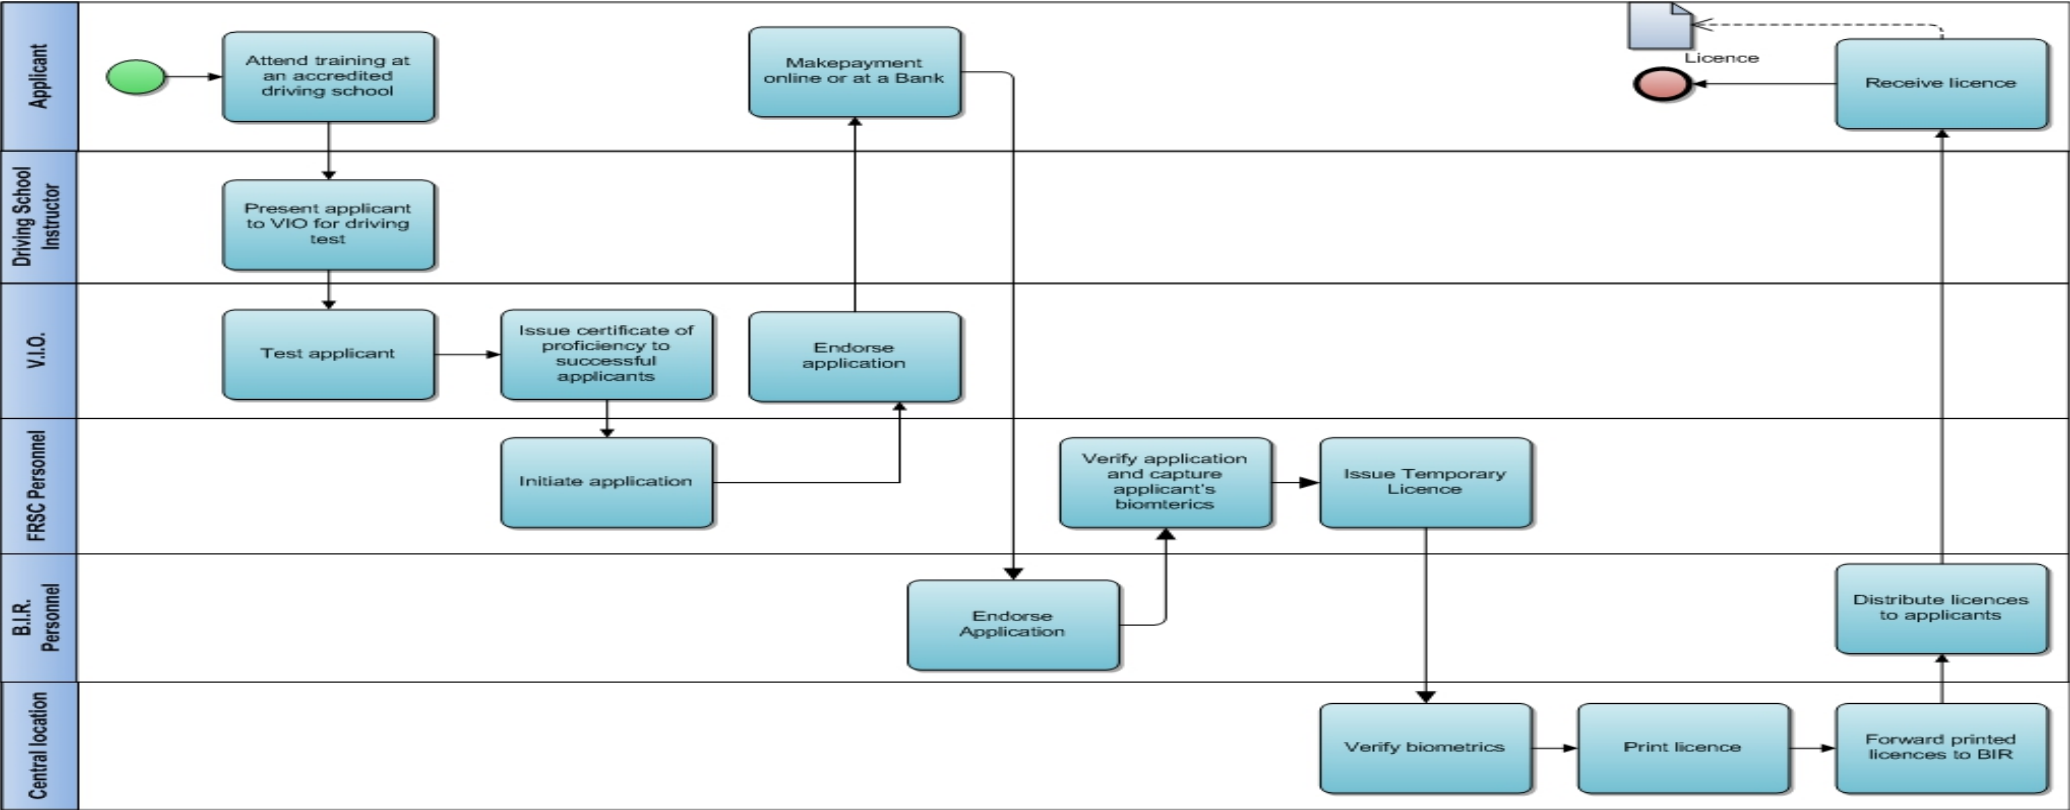 Applicant
Attend training at
an accredited
driving school
Makepayment
online or at a Bank
Licence
Receive licence
Driving School
Instructor
Present applicant
to VIO for driving
test
V.I.O.
Test applicant
Issue certificate of
proficiency to
successful
applicants
Endorse
application
FRSC Personnel
Initiate application
Verify application
and capture
applicant's
biomterics
Issue Temporary
Licence
B.I.R.
Personnel
Endorse
Application
Distribute licences
to applicants
Central location
Verify biometrics
Print licence
Forward printed
licences to BIR